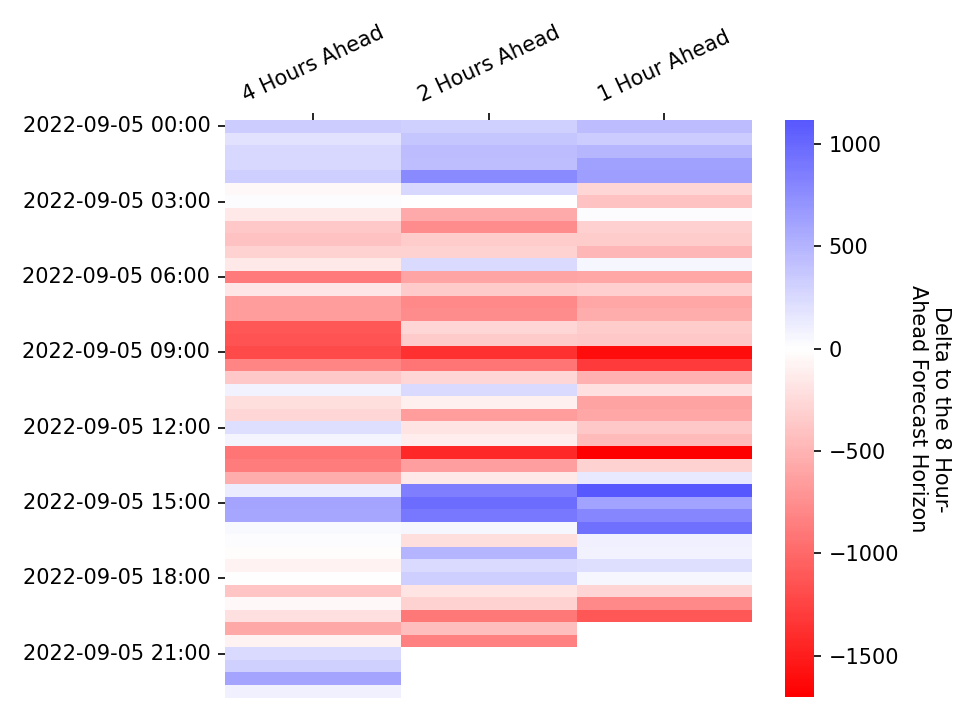 4 Hours Ahead
2 Hours Ahead
1 Hour Ahead
2022-09-05 00:00
2022-09-05 03:00
2022-09-05 06:00
2022-09-05 09:00
2022-09-05 12:00
2022-09-05 15:00
2022-09-05 18:00
2022-09-05 21:00
1000
500
0
−500
−1000
−1500
Delta to the 8 Hour-
Ahead Forecast Horizon